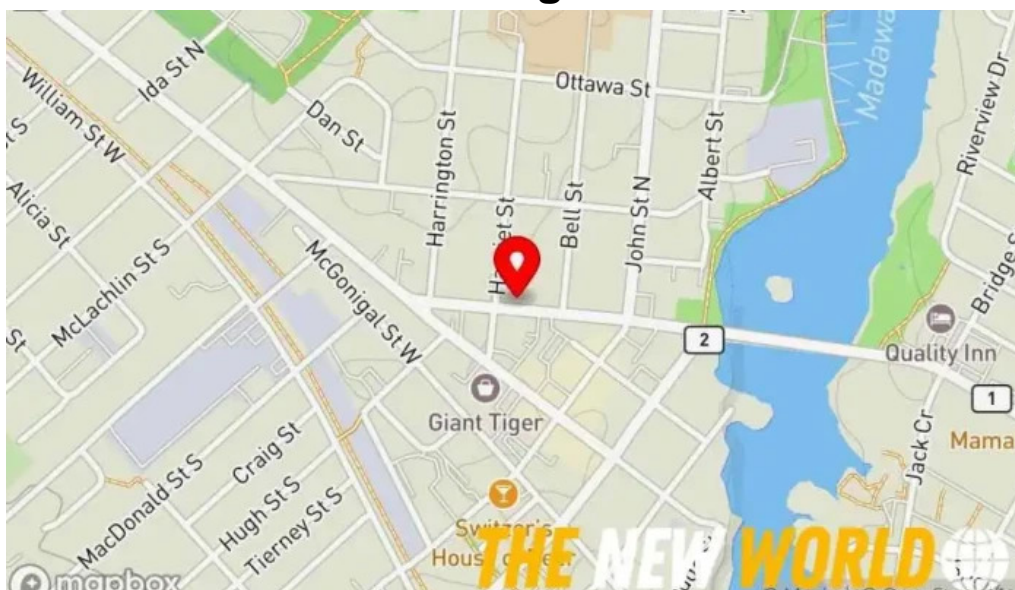 Ida St N
William St W
Dan St
Ottawa St
Madawa
Riverview Dr
Harrington St
Albert St
Alicia St
St S
Bell St
John St N
McLachlin St S
McGonigal St W
Bridge S
2
Quality Inn
1
St
Giant Tiger
Mama
Craig St
Jack Cr
MacDonald St S
Hugh St S
Tierney St S
Switzer's
THE NEW WORLD
mapbox